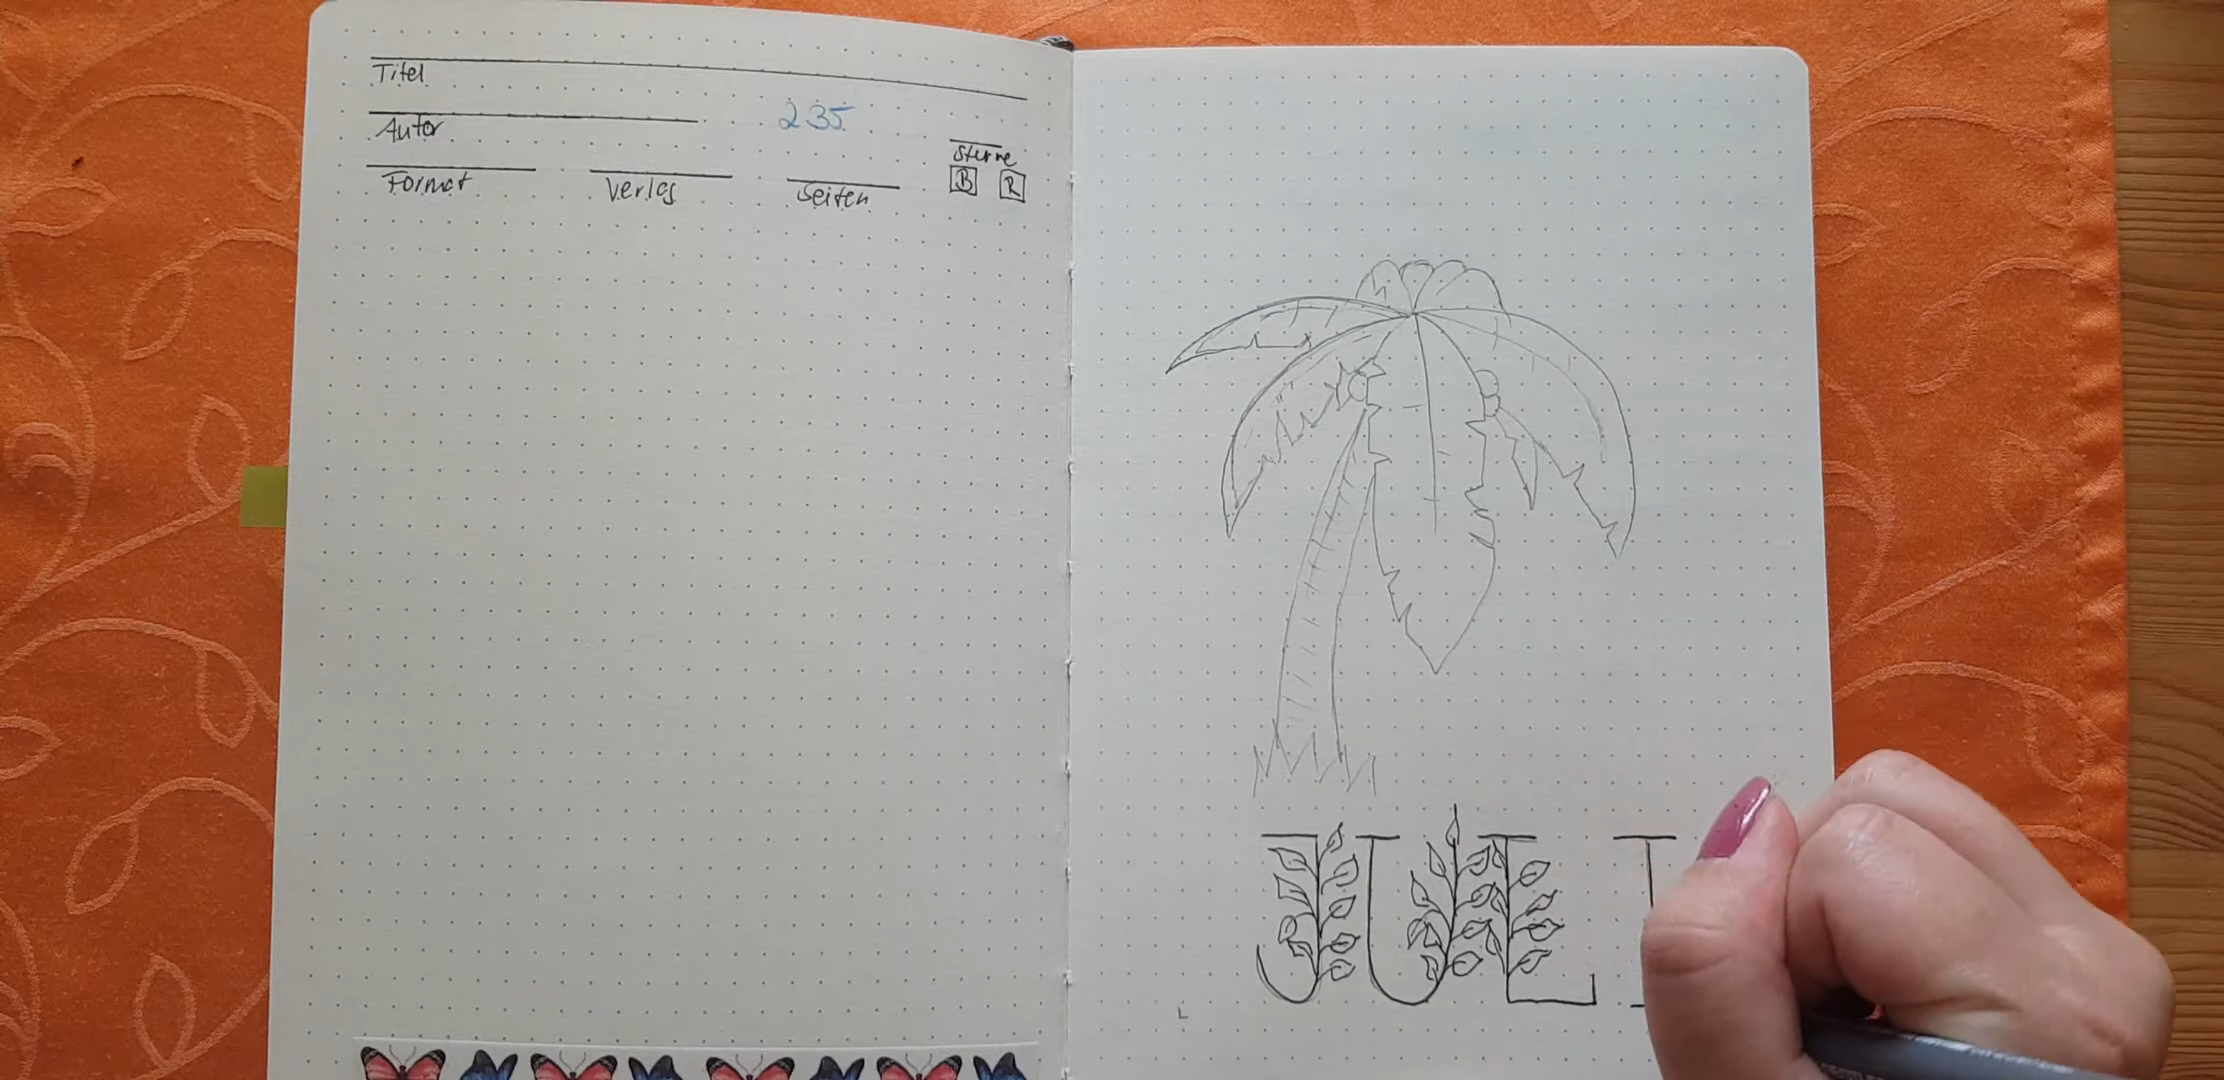 Titel
235
Autor
Sterne
B R
Format Verlag Seiten
JULI